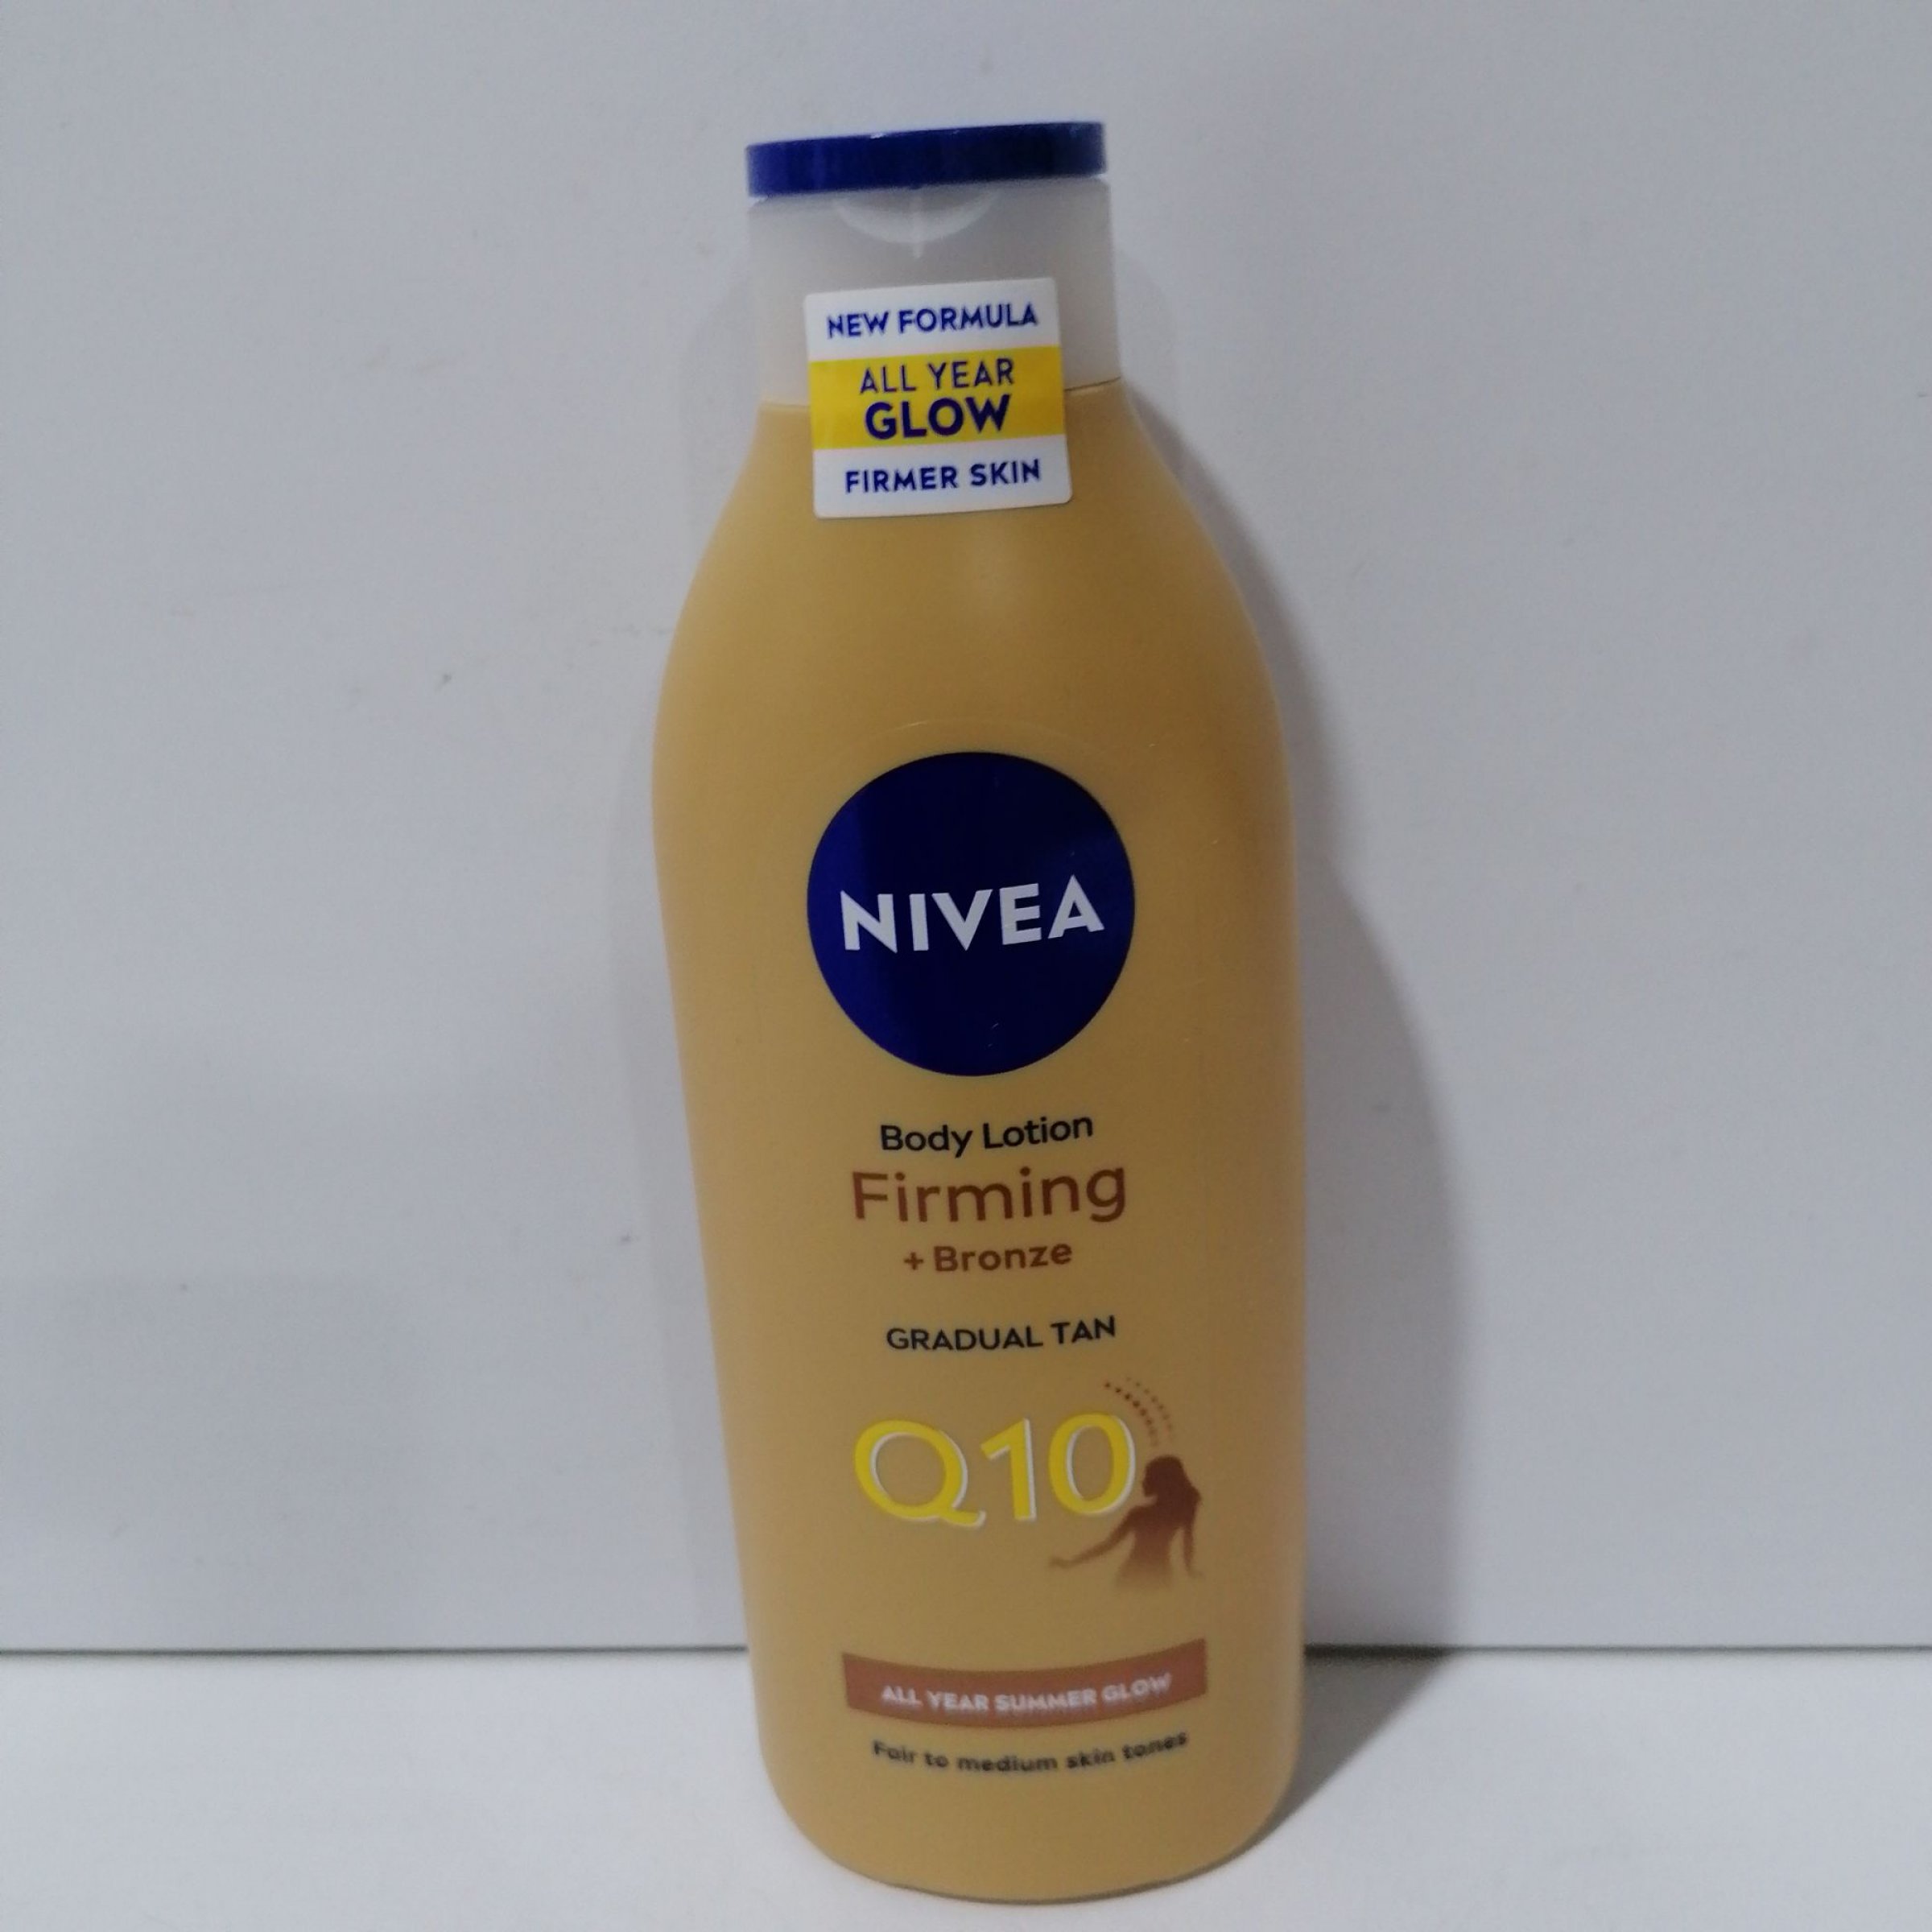 NEW FORMULA
ALL YEAR
GLOW
FIRMER SKIN
NIVEA
Body Lotion
Firming
+ Bronze
GRADUAL TAN
Q10
ALL YEAR SUMMER GLOW
Fair to medium skin tones